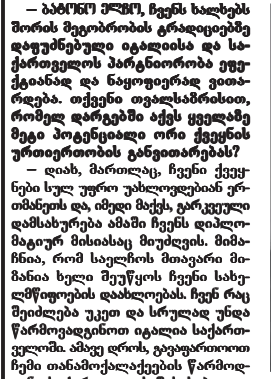 — ბატონო ელზო, ჩვენს ხალხებს
შორის მეგობრობის ტრადიციებზე
დაფუძნებული იტალიისა და სა-
ქართველოს პარტნიორობა ეფე-
ქტიანად და ნაყოფიერად ვითა-
რდება. თქვენი თვალსაზრისით,
რომელ დარგებში აქვს ყველაზე
მეტი პოტენციალი ორი ქვეყნის
ურთიერთობის განვითარებას?
— დიახ, მართლაც, ჩვენი ქვეყ-
ნები სულ უფრო უახლოვდებიან ერ-
თმანეთს და, იმედი მაქვს, გარკვეული
დამსახურება ამაში ჩვენს დიპლო-
მატიურ მისიასაც მიუძღვის. მიმა-
ჩნია, რომ საელჩოს მთავარი მი-
ზანია ხელი შეუწყოს ჩვენი სახე-
ლმწიფოების დაახლოებას. ჩვენ რაც
შეიძლება უკეთ და სრულად უნდა
წარმოვადგინოთ იტალია საქართ-
ველოში. ამავე დროს, გავაფართოოთ
ჩემი თანამოქალაქეების წარმოდ-